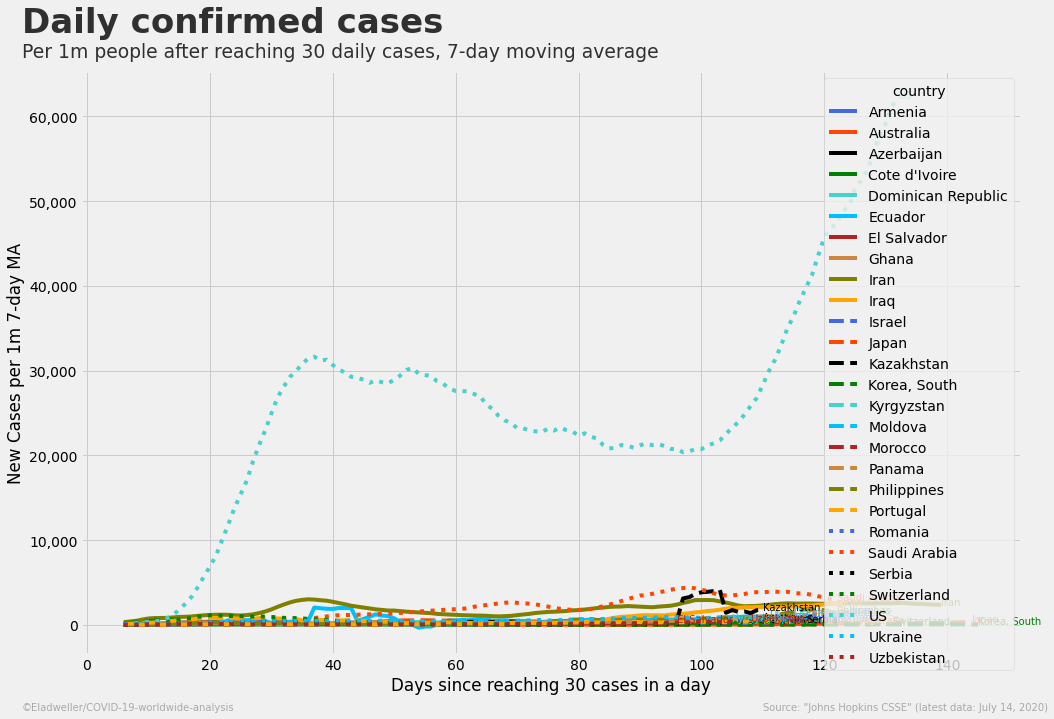 Daily confirmed cases
Per 1m people after reaching 30 daily cases, 7-day moving average
New Cases per 1m 7-day MA
60,000
50,000
40,000
30,000
20,000
10,000
0
0
20
40
60
80
100
120
140
Days since reaching 30 cases in a day
country
Armenia
Australia
Azerbaijan
Cote d'Ivoire
Dominican Republic
Ecuador
El Salvador
Ghana
Iran
Iraq
Israel
Japan
Kazakhstan
Korea, South
Kyrgyzstan
Moldova
Morocco
Panama
Philippines
Portugal
Romania
Saudi Arabia
Serbia
Switzerland
US
Ukraine
Uzbekistan
Kazakhstan
Iran
Switzerland
Korea, South
@Eladweller/COVID-19-worldwide=analysis
Source: "Johns Hopkins CSSE" (latest data: July 14, 2020)